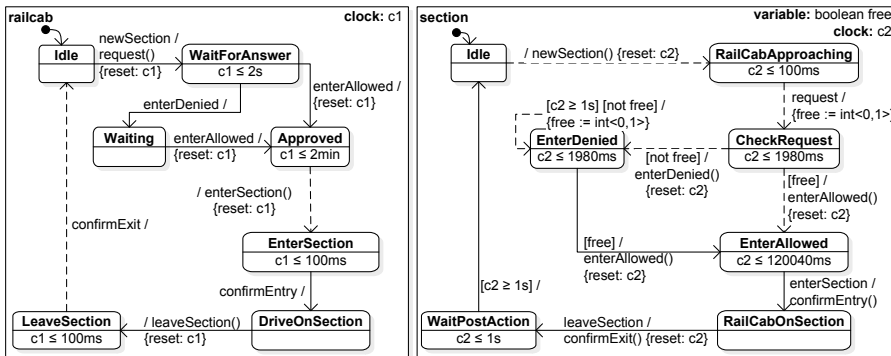 railcab
clock: c1
Idle
newSection /
request()
{reset: c1}
WaitForAnswer
c1 ≤ 2s
enterDenied /
enterAllowed /
{reset: c1}
Waiting
enterAllowed /
{reset: c1}
Approved
c1 ≤ 2min
/ enterSection()
{reset: c1}
confirmExit /
EnterSection
c1 ≤ 100ms
confirmEntry /
LeaveSection
c1 ≤ 100ms
/ leaveSection()
{reset: c1}
DriveOnSection
section
variable: boolean free
clock: c2
Idle
/ newSection() {reset: c2}
RailCabApproaching
c2 ≤ 100ms
request /
{free := int<0,1>}
[c2 ≥ 1s] [not free] /
{free := int<0,1>}
EnterDenied
c2 ≤ 1980ms
[not free] /
enterDenied()
{reset: c2}
CheckRequest
c2 ≤ 1980ms
[free] /
enterAllowed()
{reset: c2}
[free] /
enterAllowed()
{reset: c2}
EnterAllowed
c2 ≤ 120040ms
[c2 ≥ 1s] /
enterSection /
confirmEntry()
WaitPostAction
c2 ≤ 1s
leaveSection /
confirmExit() {reset: c2}
RailCabOnSection